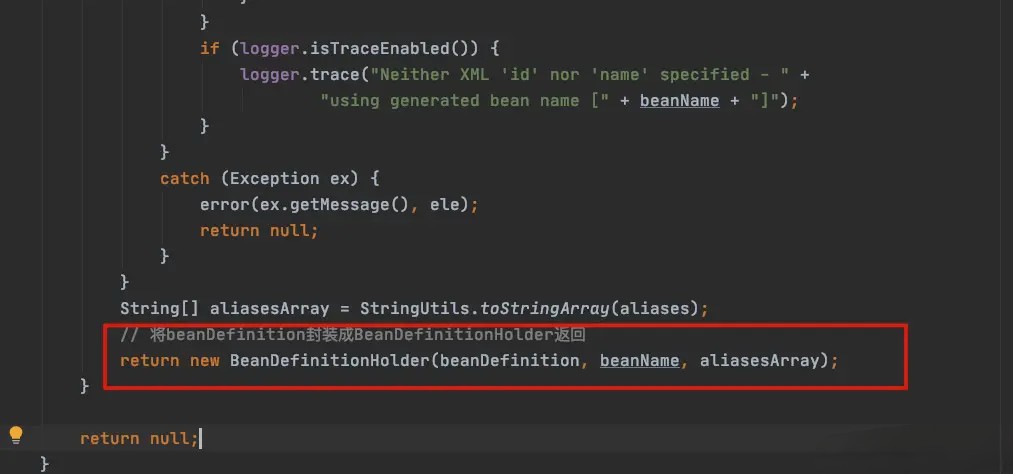 }
if (logger.isTraceEnabled()) {
logger.trace("Neither XML 'id' nor 'name' specified - " +
"using generated bean name [" + beanName + "]");
}
}
catch (Exception ex) {
error(ex.getMessage(), ele);
return null;
}
}
String[] aliasesArray = StringUtils.toStringArray(aliases);
// 将beanDefinition封装成BeanDefinitionHolder返回
return new BeanDefinitionHolder(beanDefinition, beanName, aliasesArray);
}
return null;
}